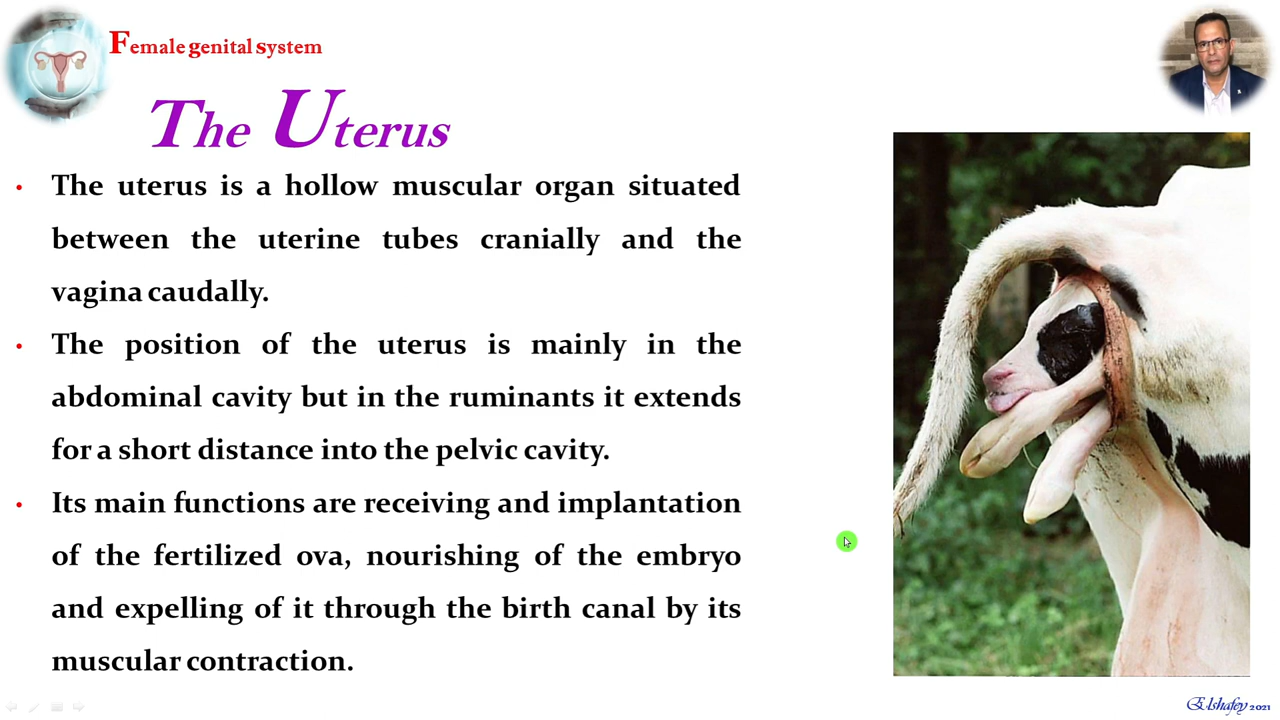 Female genital system
The Uterus
• The uterus is a hollow muscular organ situated
between the uterine tubes cranially and the
vagina caudally.
• The position of the uterus is mainly in the
abdominal cavity but in the ruminants it extends
for a short distance into the pelvic cavity.
• Its main functions are receiving and implantation
of the fertilized ova, nourishing of the embryo
and expelling of it through the birth canal by its
muscular contraction.
Elshafey 2021